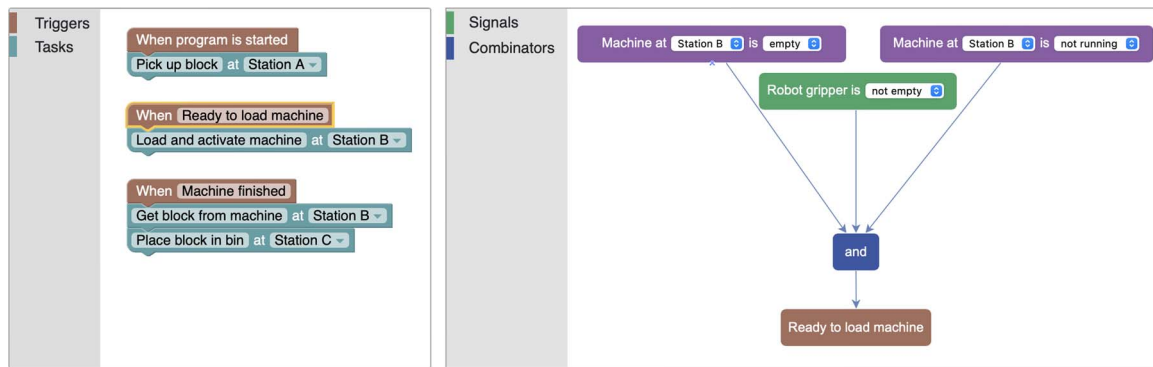 Triggers
Tasks
When program is started
Pick up block at Station A
When Ready to load machine
Load and activate machine at Station B
When Machine finished
Get block from machine at Station B
Place block in bin at Station C
Signals
Combinators
Machine at Station B is empty
Machine at Station B is not running
Robot gripper is not empty
and
Ready to load machine